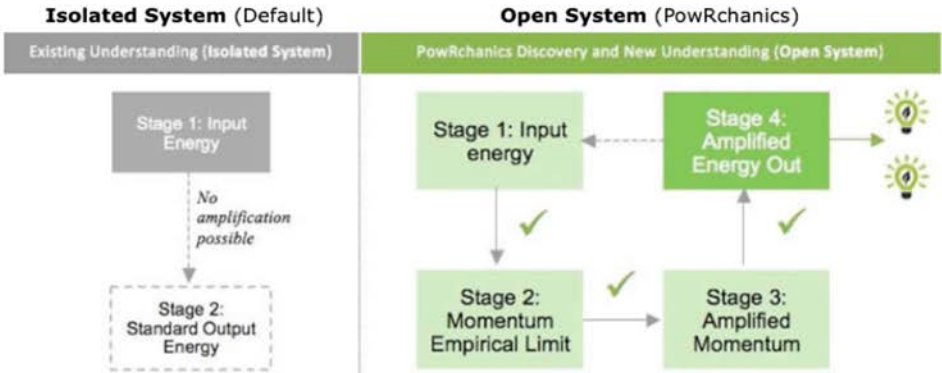 Isolated System (Default)
Open System (PowRchanics)
Existing Understanding (Isolated System)
PowRchanics Discovery and New Understanding (Open System)
Stage 1: Input
Energy
No
amplification
possible
Stage 2:
Standard Output
Energy
Stage 1: Input
energy
Stage 2:
Momentum
Empirical Limit
Stage 3:
Amplified
Momentum
Stage 4:
Amplified
Energy Out